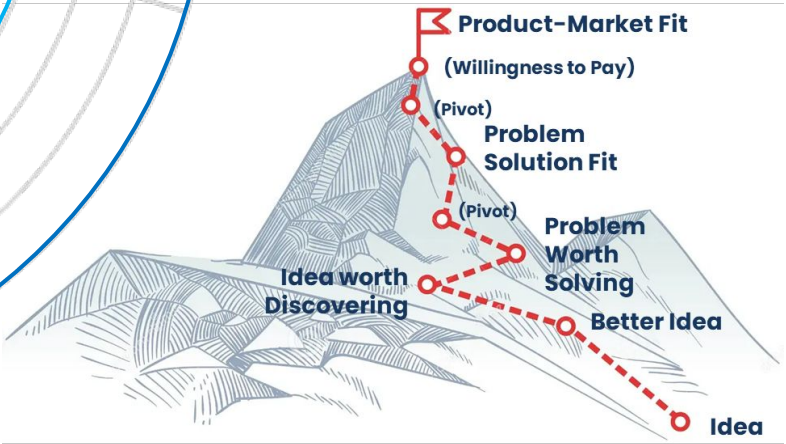 Product-Market Fit
(Willingness to Pay)
(Pivot)
Problem
Solution Fit
(Pivot)
Problem
Worth
Solving
Idea worth
Discovering
Better Idea
Idea